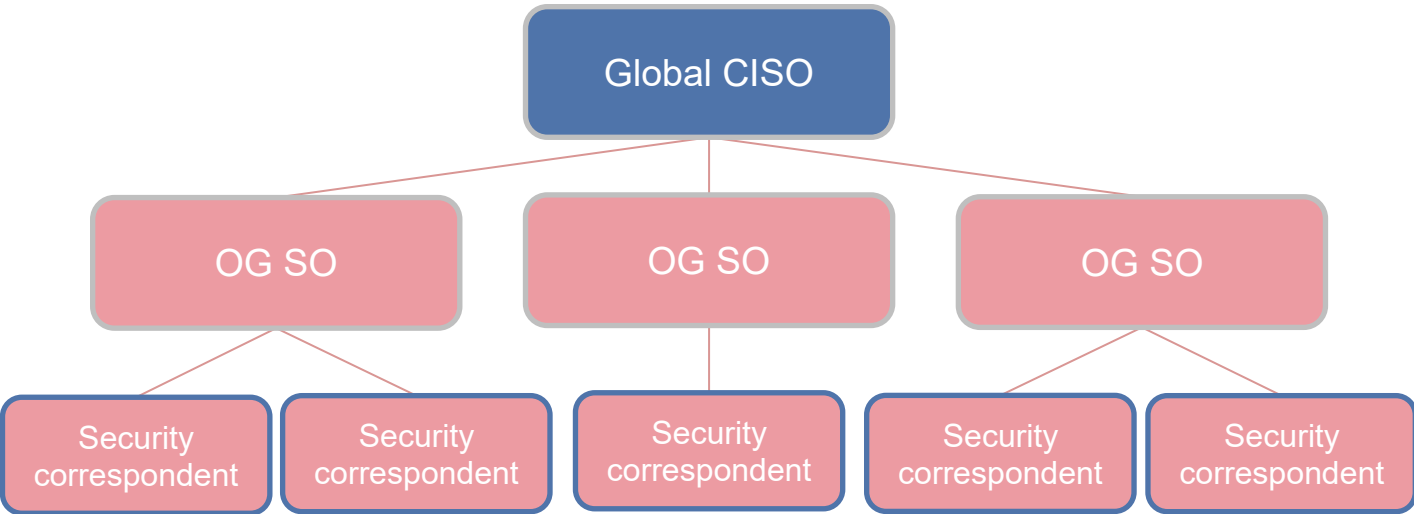 Global CISO
OG SO
OG SO
OG SO
Security
correspondent
Security
correspondent
Security
correspondent
Security
correspondent
Security
correspondent